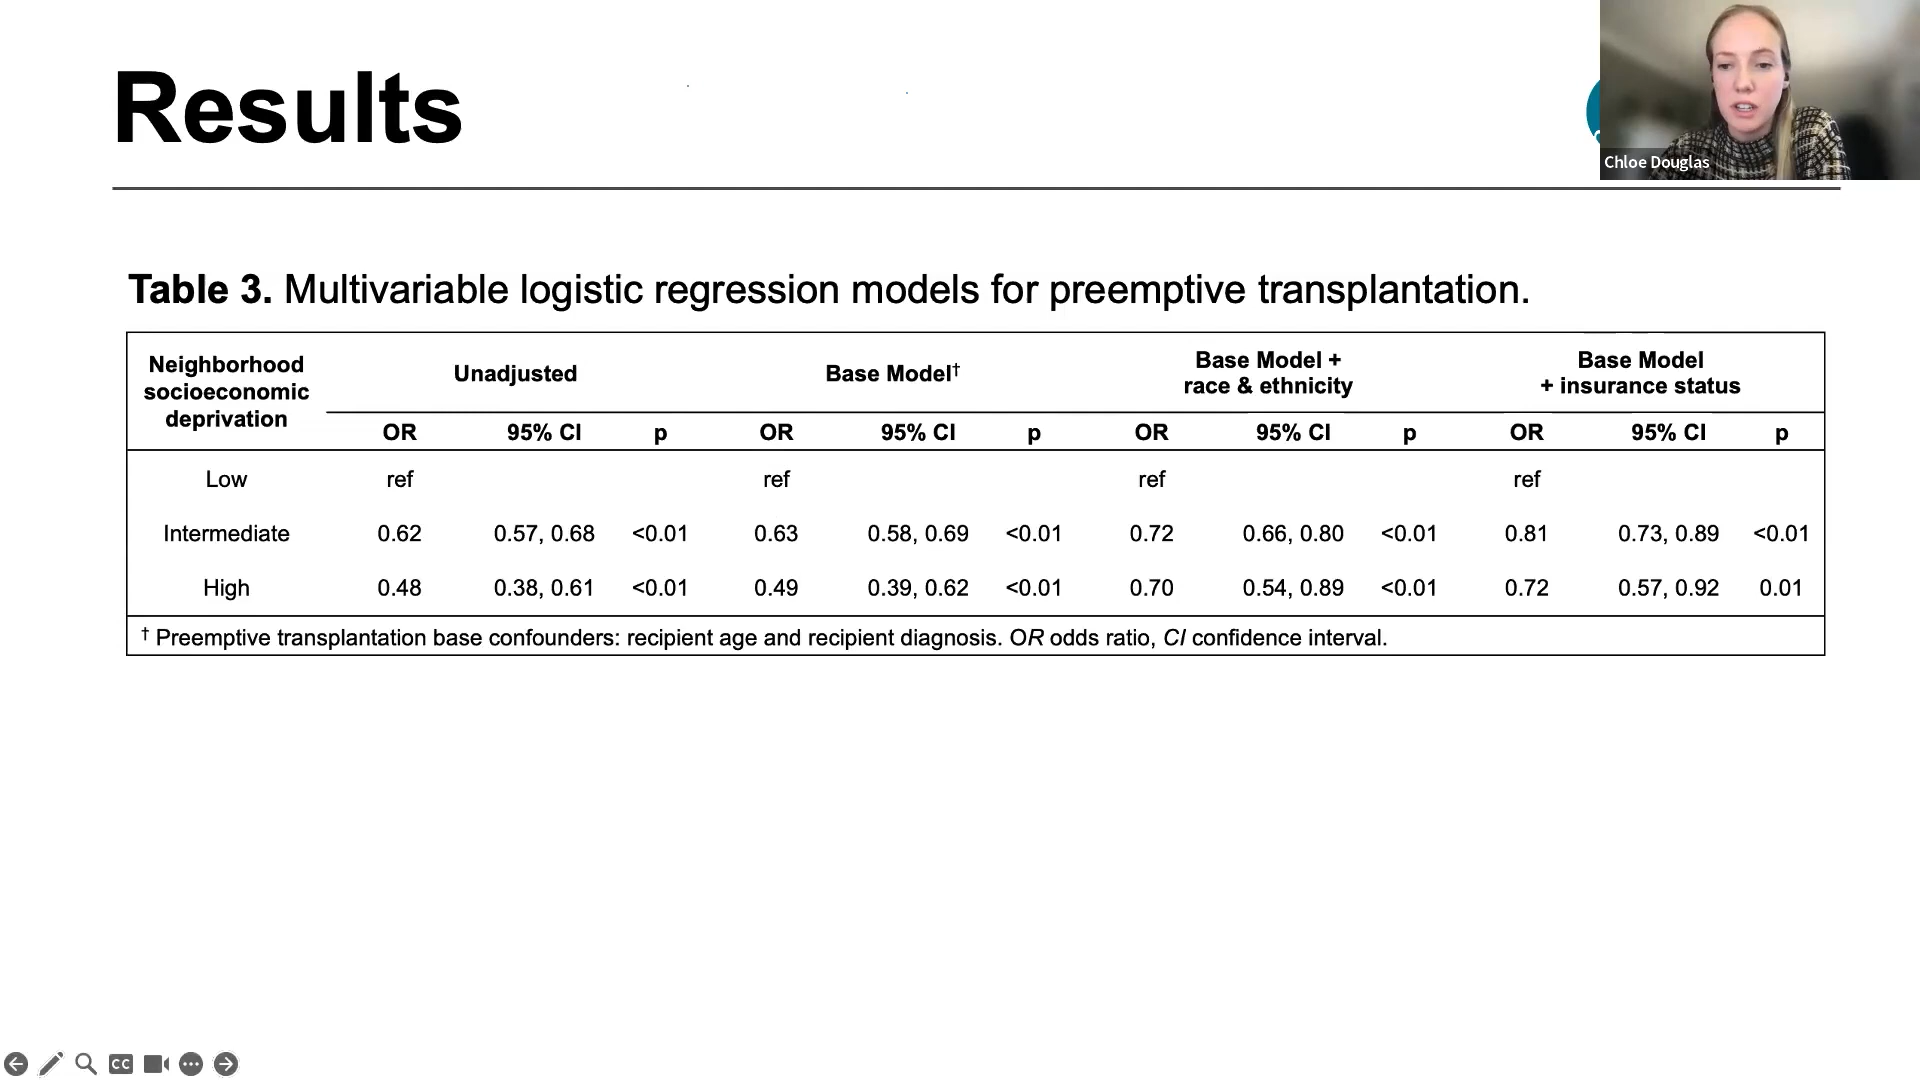 Results
Chloe Douglas
Table 3. Multivariable logistic regression models for preemptive transplantation.
Neighborhood socioeconomic deprivation
Unadjusted
Base Model†
Base Model + race & ethnicity
Base Model + insurance status
OR 95% CI p OR 95% CI p OR 95% CI p OR 95% CI p
Low ref ref ref ref
Intermediate 0.62 0.57, 0.68 <0.01 0.63 0.58, 0.69 <0.01 0.72 0.66, 0.80 <0.01 0.81 0.73, 0.89 <0.01
High 0.48 0.38, 0.61 <0.01 0.49 0.39, 0.62 <0.01 0.70 0.54, 0.89 <0.01 0.72 0.57, 0.92 0.01
† Preemptive transplantation base confounders: recipient age and recipient diagnosis. OR odds ratio, CI confidence interval.
CC